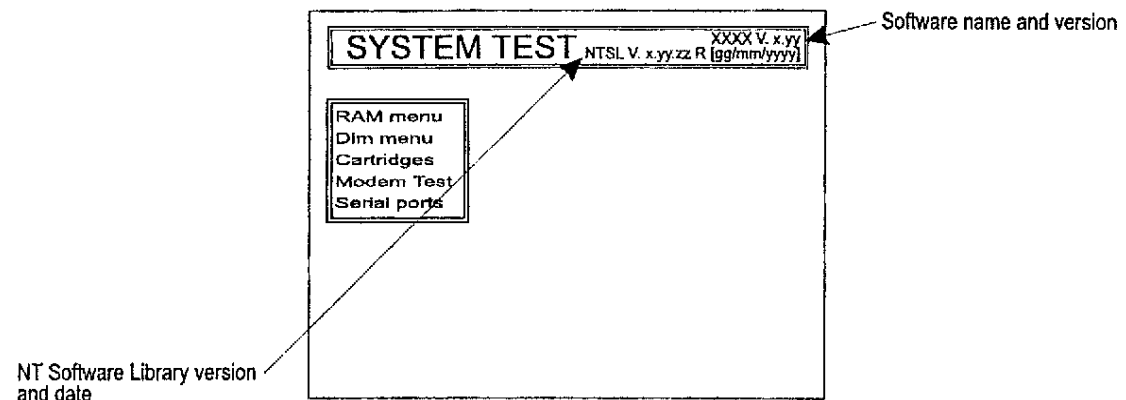 Software name and version
SYSTEM TEST
XXXX V. x.yy
NTSL V. x.yy.zz R [gg/mm/yyyy]
RAM menu
Dim menu
Cartridges
Modem Test
Serial ports
NT Software Library version
and date